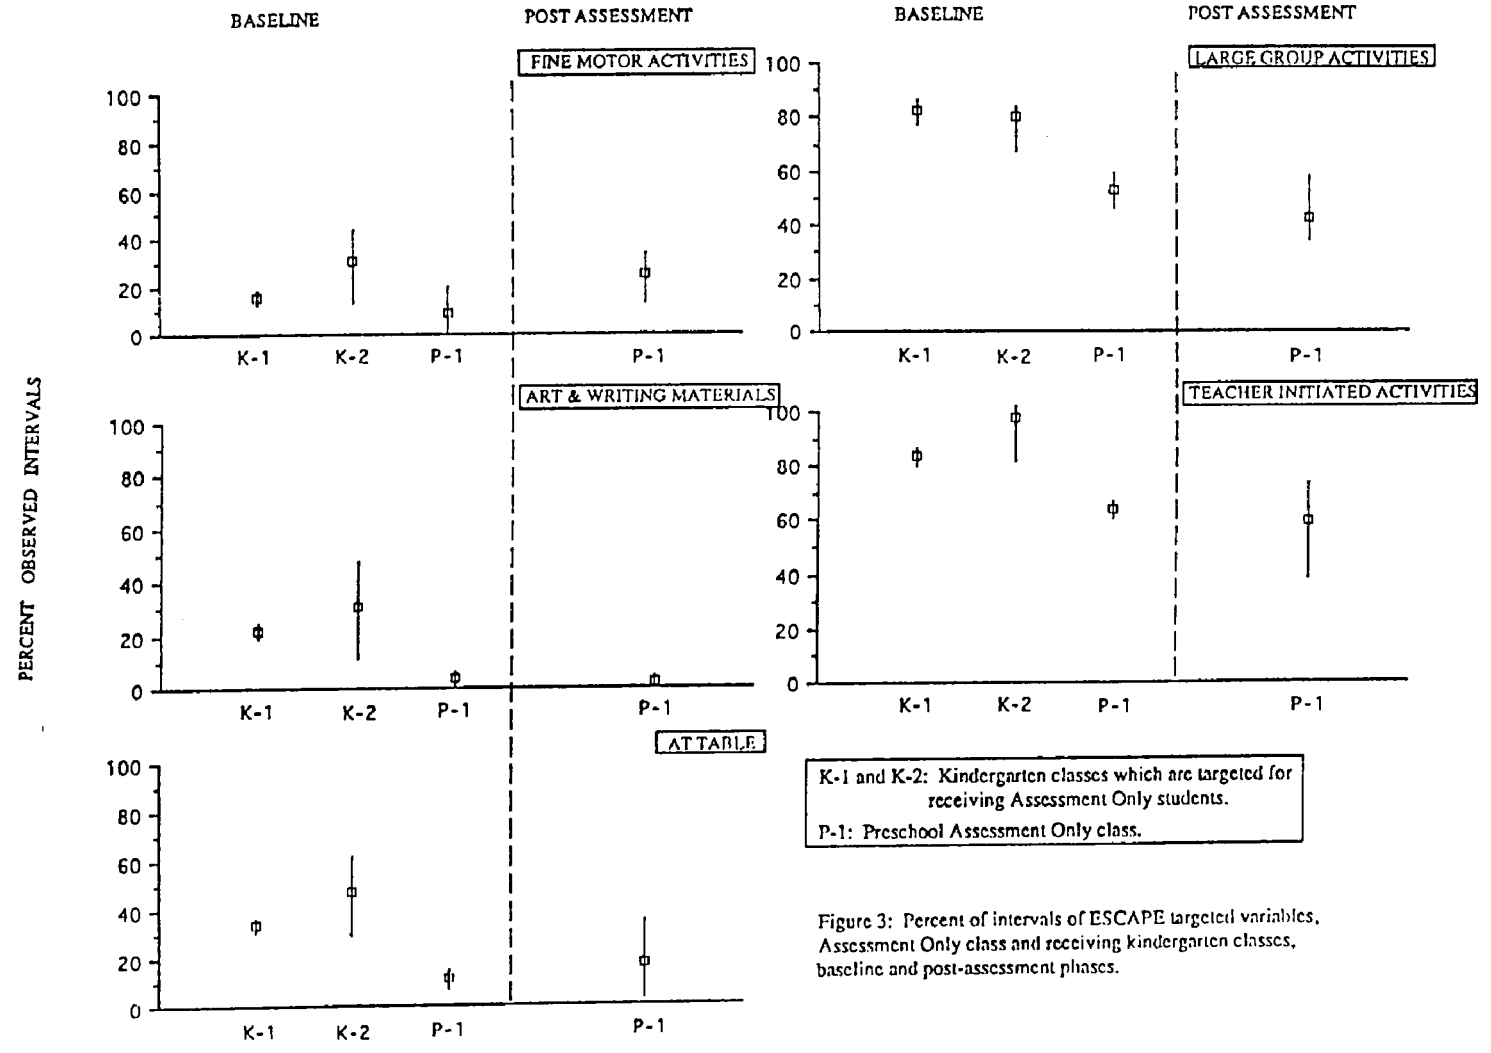 BASELINE
POST ASSESSMENT
FINE MOTOR ACTIVITIES
100
80
60
40
20
0
K-1 K-2 P-1 P-1
PERCENT OBSERVED INTERVALS
ART & WRITING MATERIALS
100
80
60
40
20
0
K-1 K-2 P-1 P-1
AT TABLE
100
80
60
40
20
0
K-1 K-2 P-1 P-1
BASELINE
POST ASSESSMENT
LARGE GROUP ACTIVITIES
100
80
60
40
20
0
K-1 K-2 P-1 P-1
TEACHER INITIATED ACTIVITIES
100
80
60
40
20
0
K-1 K-2 P-1 P-1
K-1 and K-2: Kindergarten classes which are targeted for
receiving Assessment Only students.
P-1: Preschool Assessment Only class.
Figure 3: Percent of intervals of ESCAPE targeted variables,
Assessment Only class and receiving kindergarten classes,
baseline and post-assessment phases.